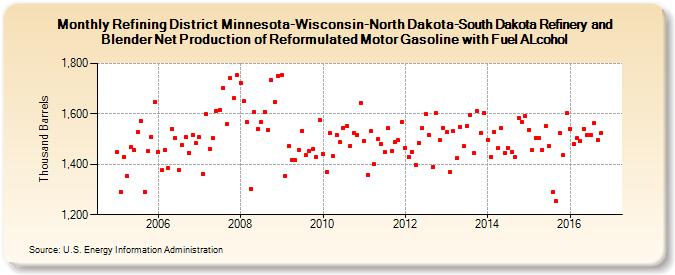 Monthly Refining District Minnesota-Wisconsin-North Dakota-South Dakota Refinery and
Blender Net Production of Reformulated Motor Gasoline with Fuel ALcohol
Thousand Barrels
1,800
1,600
1,400
1,200
2006
2008
2010
2012
2014
2016
Source: U.S. Energy Information Administration